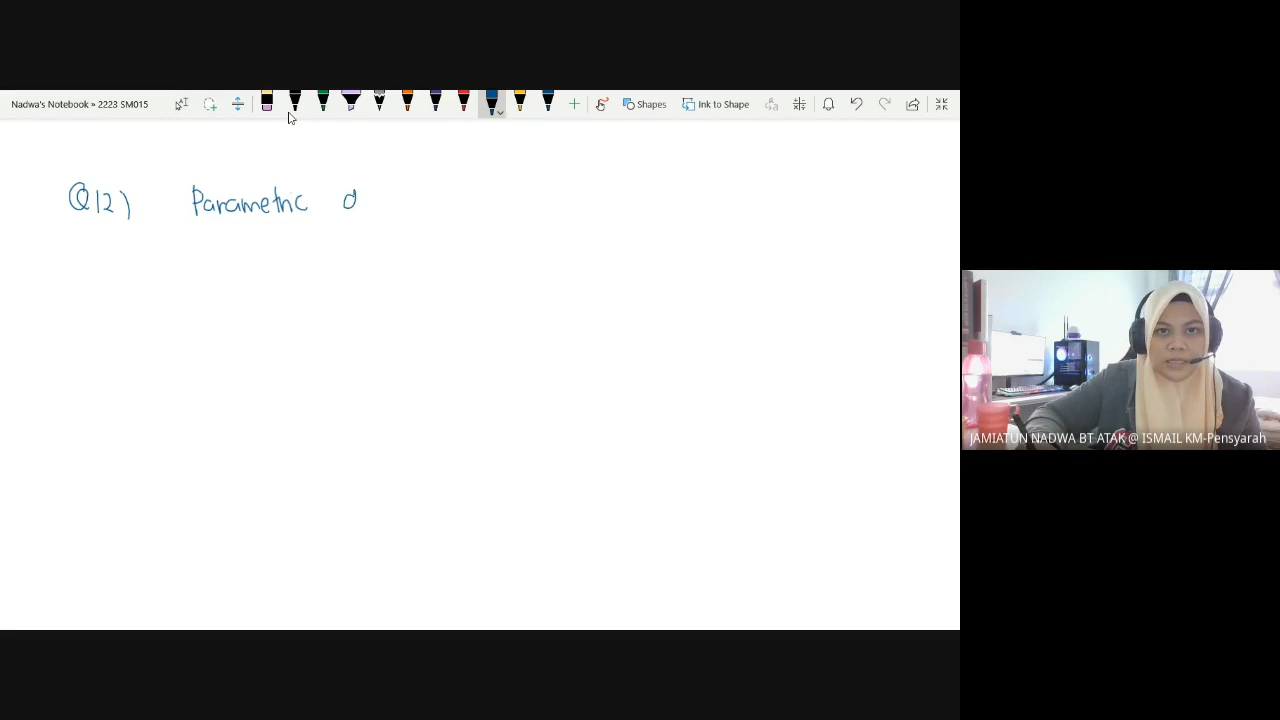 Nadwa's Notebook » 2223 SM015
Shapes
Ink to Shape
Q12) Parametric d
JAMIATUN NADWA BT ATAK @ ISMAIL KM-Pensyarah